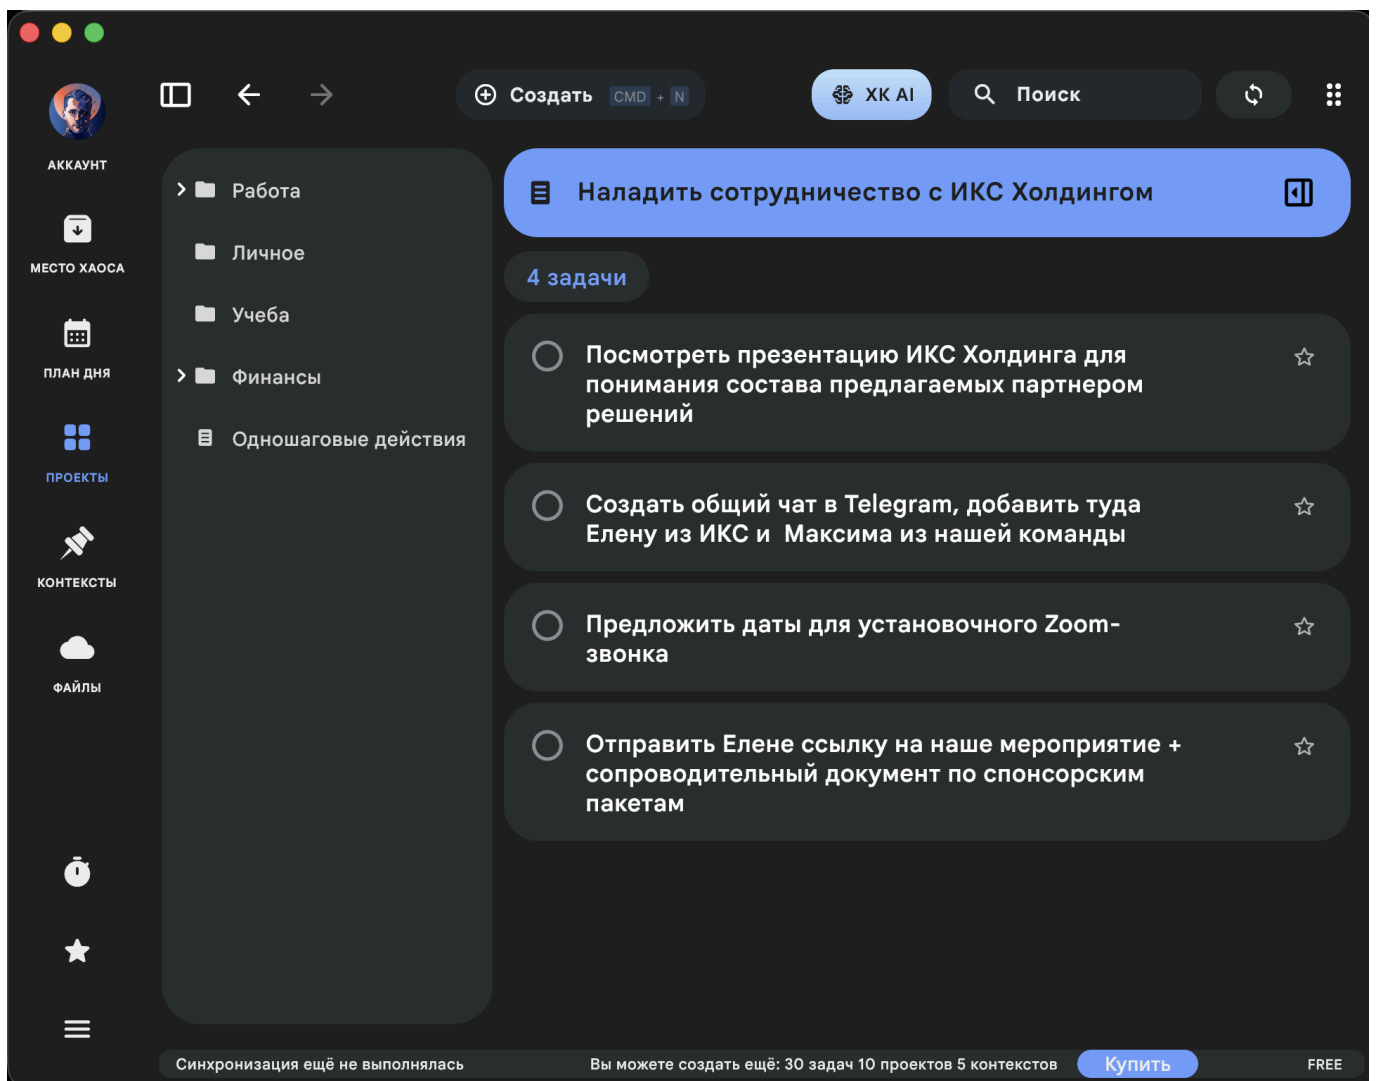 Создать CMD + N
XK AI
Поиск
АККАУНТ
МЕСТО ХАОСА
ПЛАН ДНЯ
ПРОЕКТЫ
КОНТЕКСТЫ
ФАЙЛЫ
Работа
Личное
Учеба
Финансы
Одношаговые действия
Наладить сотрудничество с ИКС Холдингом
4 задачи
Посмотреть презентацию ИКС Холдинга для
понимания состава предлагаемых партнером
решений
Создать общий чат в Telegram, добавить туда
Елену из ИКС и  Максима из нашей команды
Предложить даты для установочного Zoom-
звонка
Отправить Елене ссылку на наше мероприятие +
сопроводительный документ по спонсорским
пакетам
Синхронизация ещё не выполнялась
Вы можете создать ещё: 30 задач 10 проектов 5 контекстов
Купить
FREE